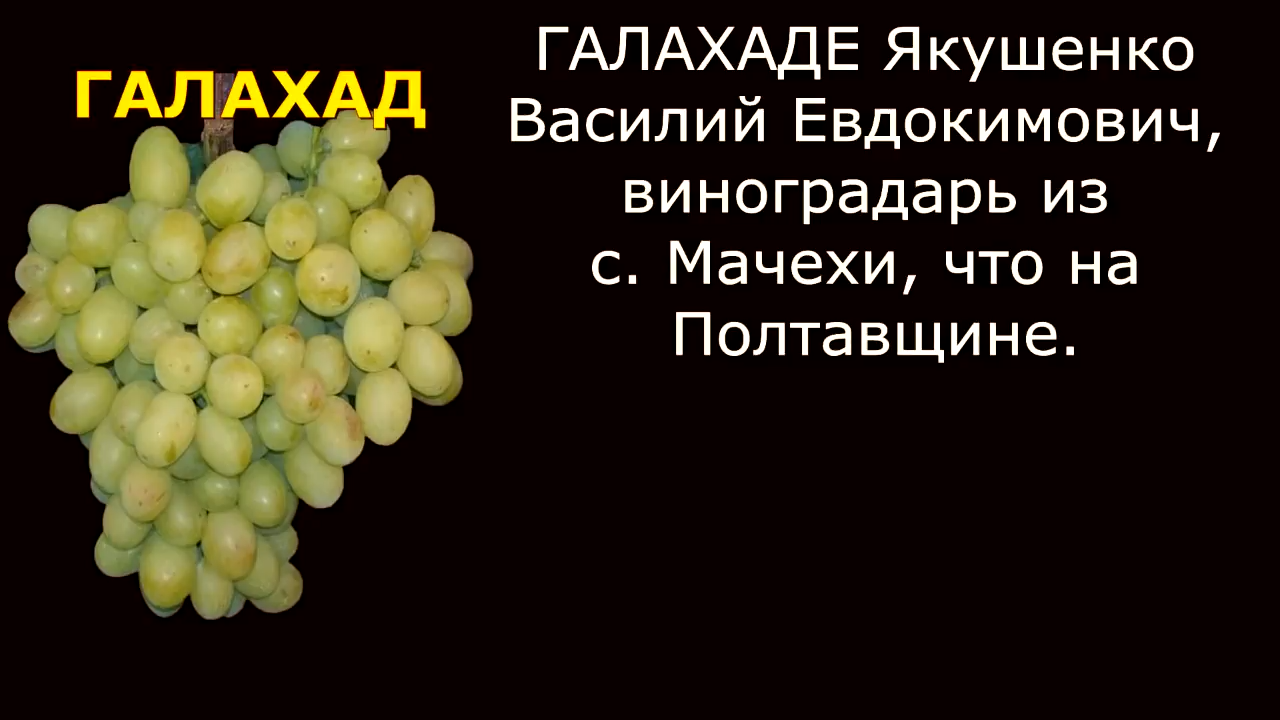 ГАЛАХАД
ГАЛАХАДЕ Якушенко
Василий Евдокимович,
виноградарь из
с. Мачехи, что на
Полтавщине.